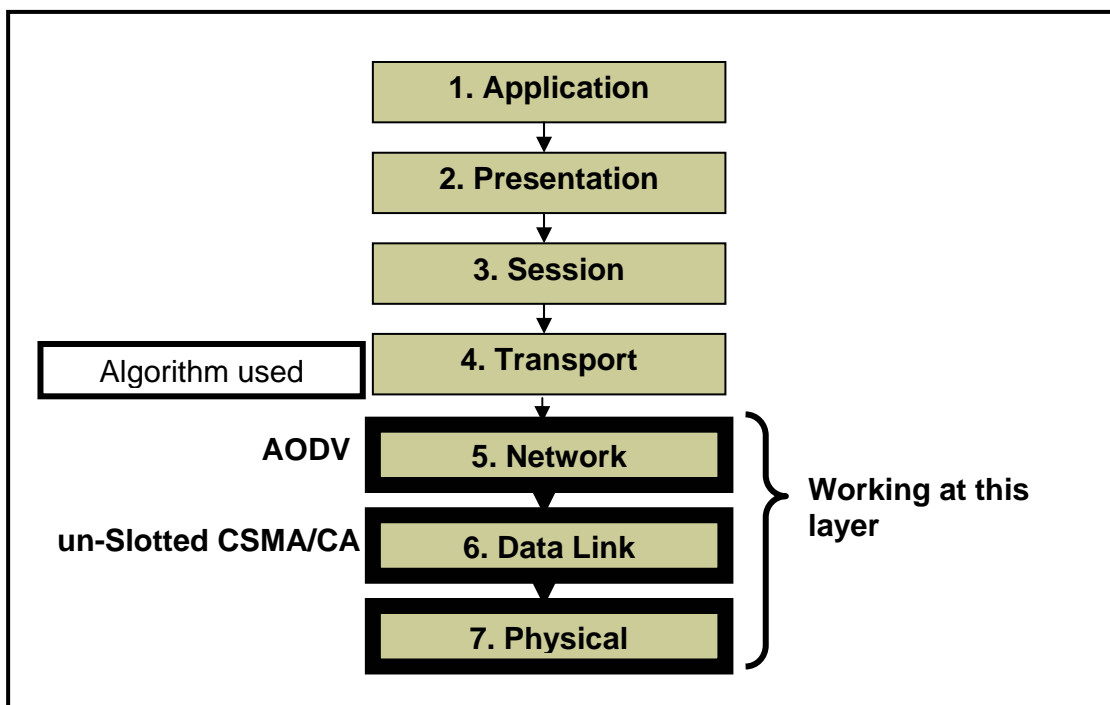 1. Application
2. Presentation
3. Session
4. Transport
Algorithm used
AODV
5. Network
un-Slotted CSMA/CA
6. Data Link
7. Physical
Working at this
layer